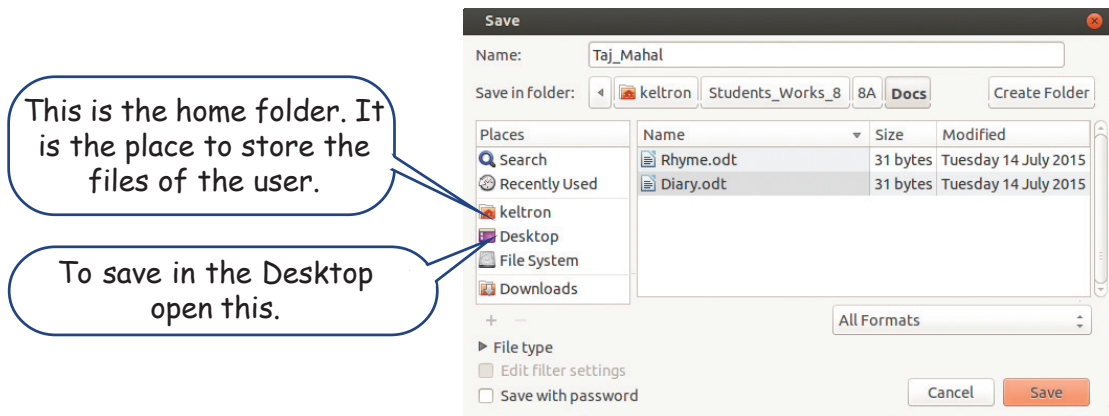 Save
Name: Taj_Mahal
Save in folder: keltron Students_Works_8 8A Docs Create Folder
This is the home folder. It
is the place to store the
files of the user.
To save in the Desktop
open this.
Places
Search
Recently Used
keltron
Desktop
File System
Downloads
Name Size Modified
Rhyme.odt 31 bytes Tuesday 14 July 2015
Diary.odt 31 bytes Tuesday 14 July 2015
All Formats
File type
Edit filter settings
Save with password
Cancel Save